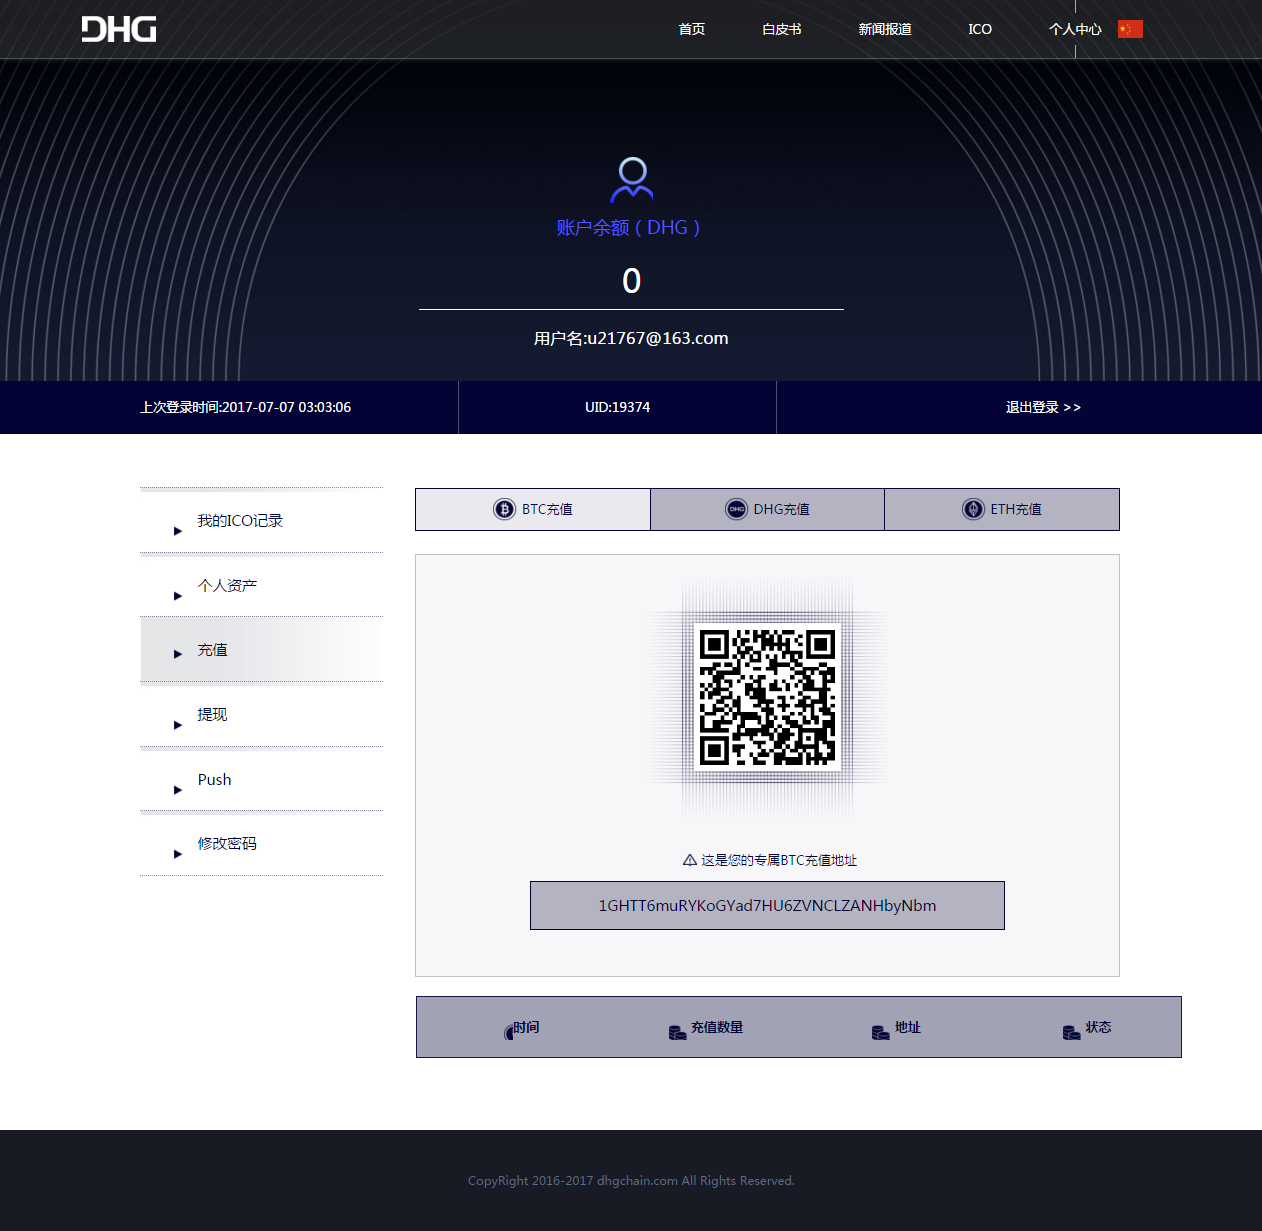 DHG
首页 白皮书 新闻报道 ICO 个人中心
账户余额（DHG）
0
用户名:u21767@163.com
上次登录时间:2017-07-07 03:03:06 UID:19374 退出登录 >>
我的ICO记录
个人资产
充值
提现
Push
修改密码
BTC充值 DHG充值 ETH充值
这是您的专属BTC充值地址
1GHTT6muRYKoGYad7HU6ZVNCLZANHbyNbm
时间 充值数量 地址 状态
CopyRight 2016-2017 dhgchain.com All Rights Reserved.